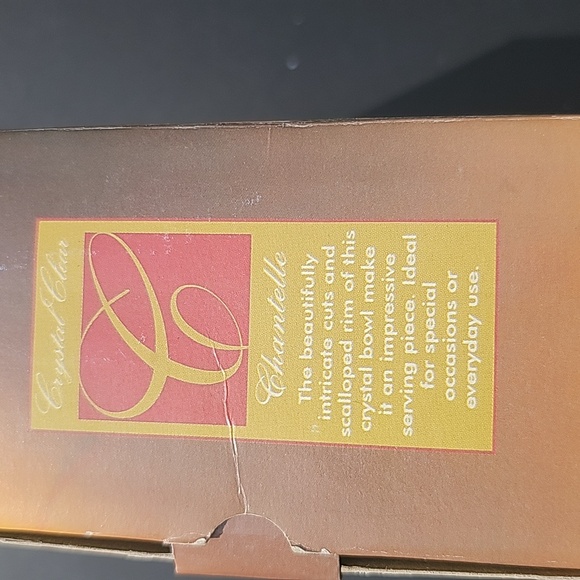 Crystal Clear
C
Chantelle
The beautifully
intricate cuts and
scalloped rim of this
crystal bowl make
it an impressive
serving piece. Ideal
for special
occasions or
everyday use.